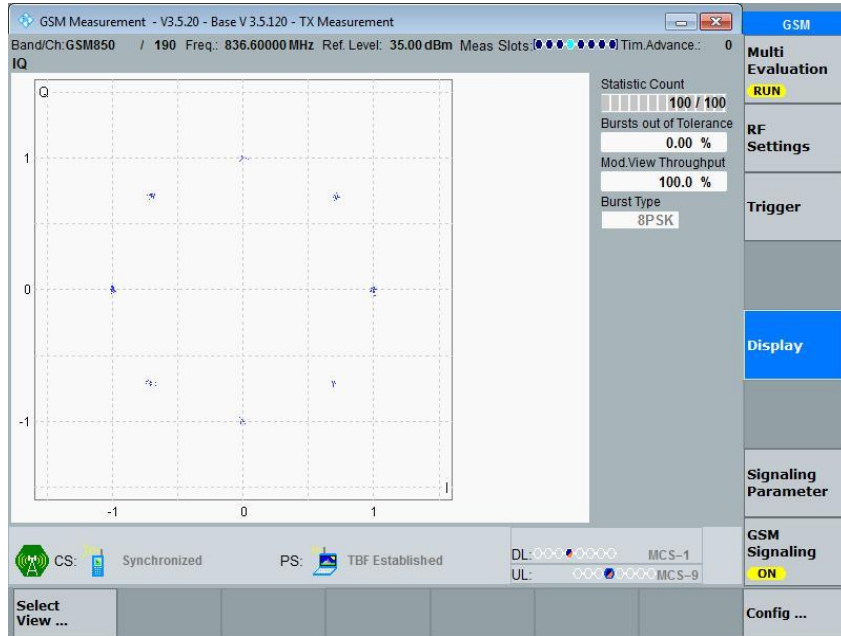 GSM Measurement - V3.5.20 - Base V 3.5.120 - TX Measurement
Band/Ch: GSM850 / 190 Freq.: 836.60000 MHz Ref. Level: 35.00 dBm Meas Slots: Tim.Advance.: 0
IQ
Q
1
0
-1
-1 0 1
I
Statistic Count
100 / 100
Bursts out of Tolerance
0.00 %
Mod.View Throughput
100.0 %
Burst Type
8PSK
CS: Synchronized PS: TBF Established
DL: MCS-1
UL: MCS-9
Select
View ...
GSM
Multi
Evaluation
RUN
RF
Settings
Trigger
Display
Signaling
Parameter
GSM
Signaling
ON
Config ...